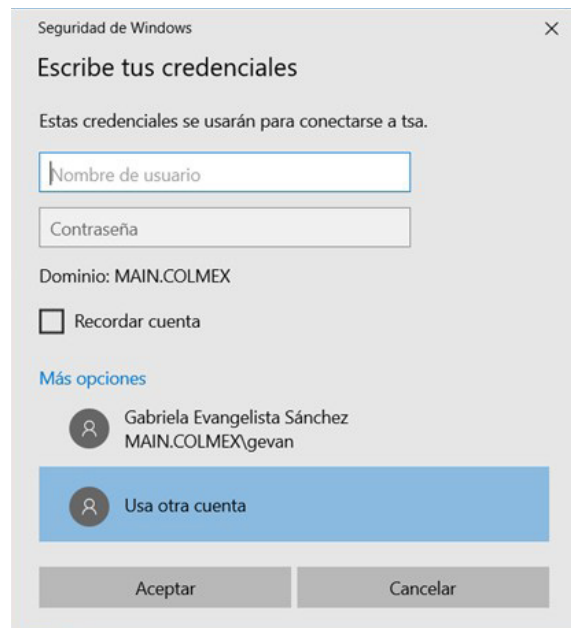 Seguridad de Windows
Escribe tus credenciales
Estas credenciales se usarán para conectarse a tsa.
Nombre de usuario
Contraseña
Dominio: MAIN.COLMEX
Recordar cuenta
Más opciones
Gabriela Evangelista Sánchez
MAIN.COLMEX\gevan
Usa otra cuenta
Aceptar Cancelar